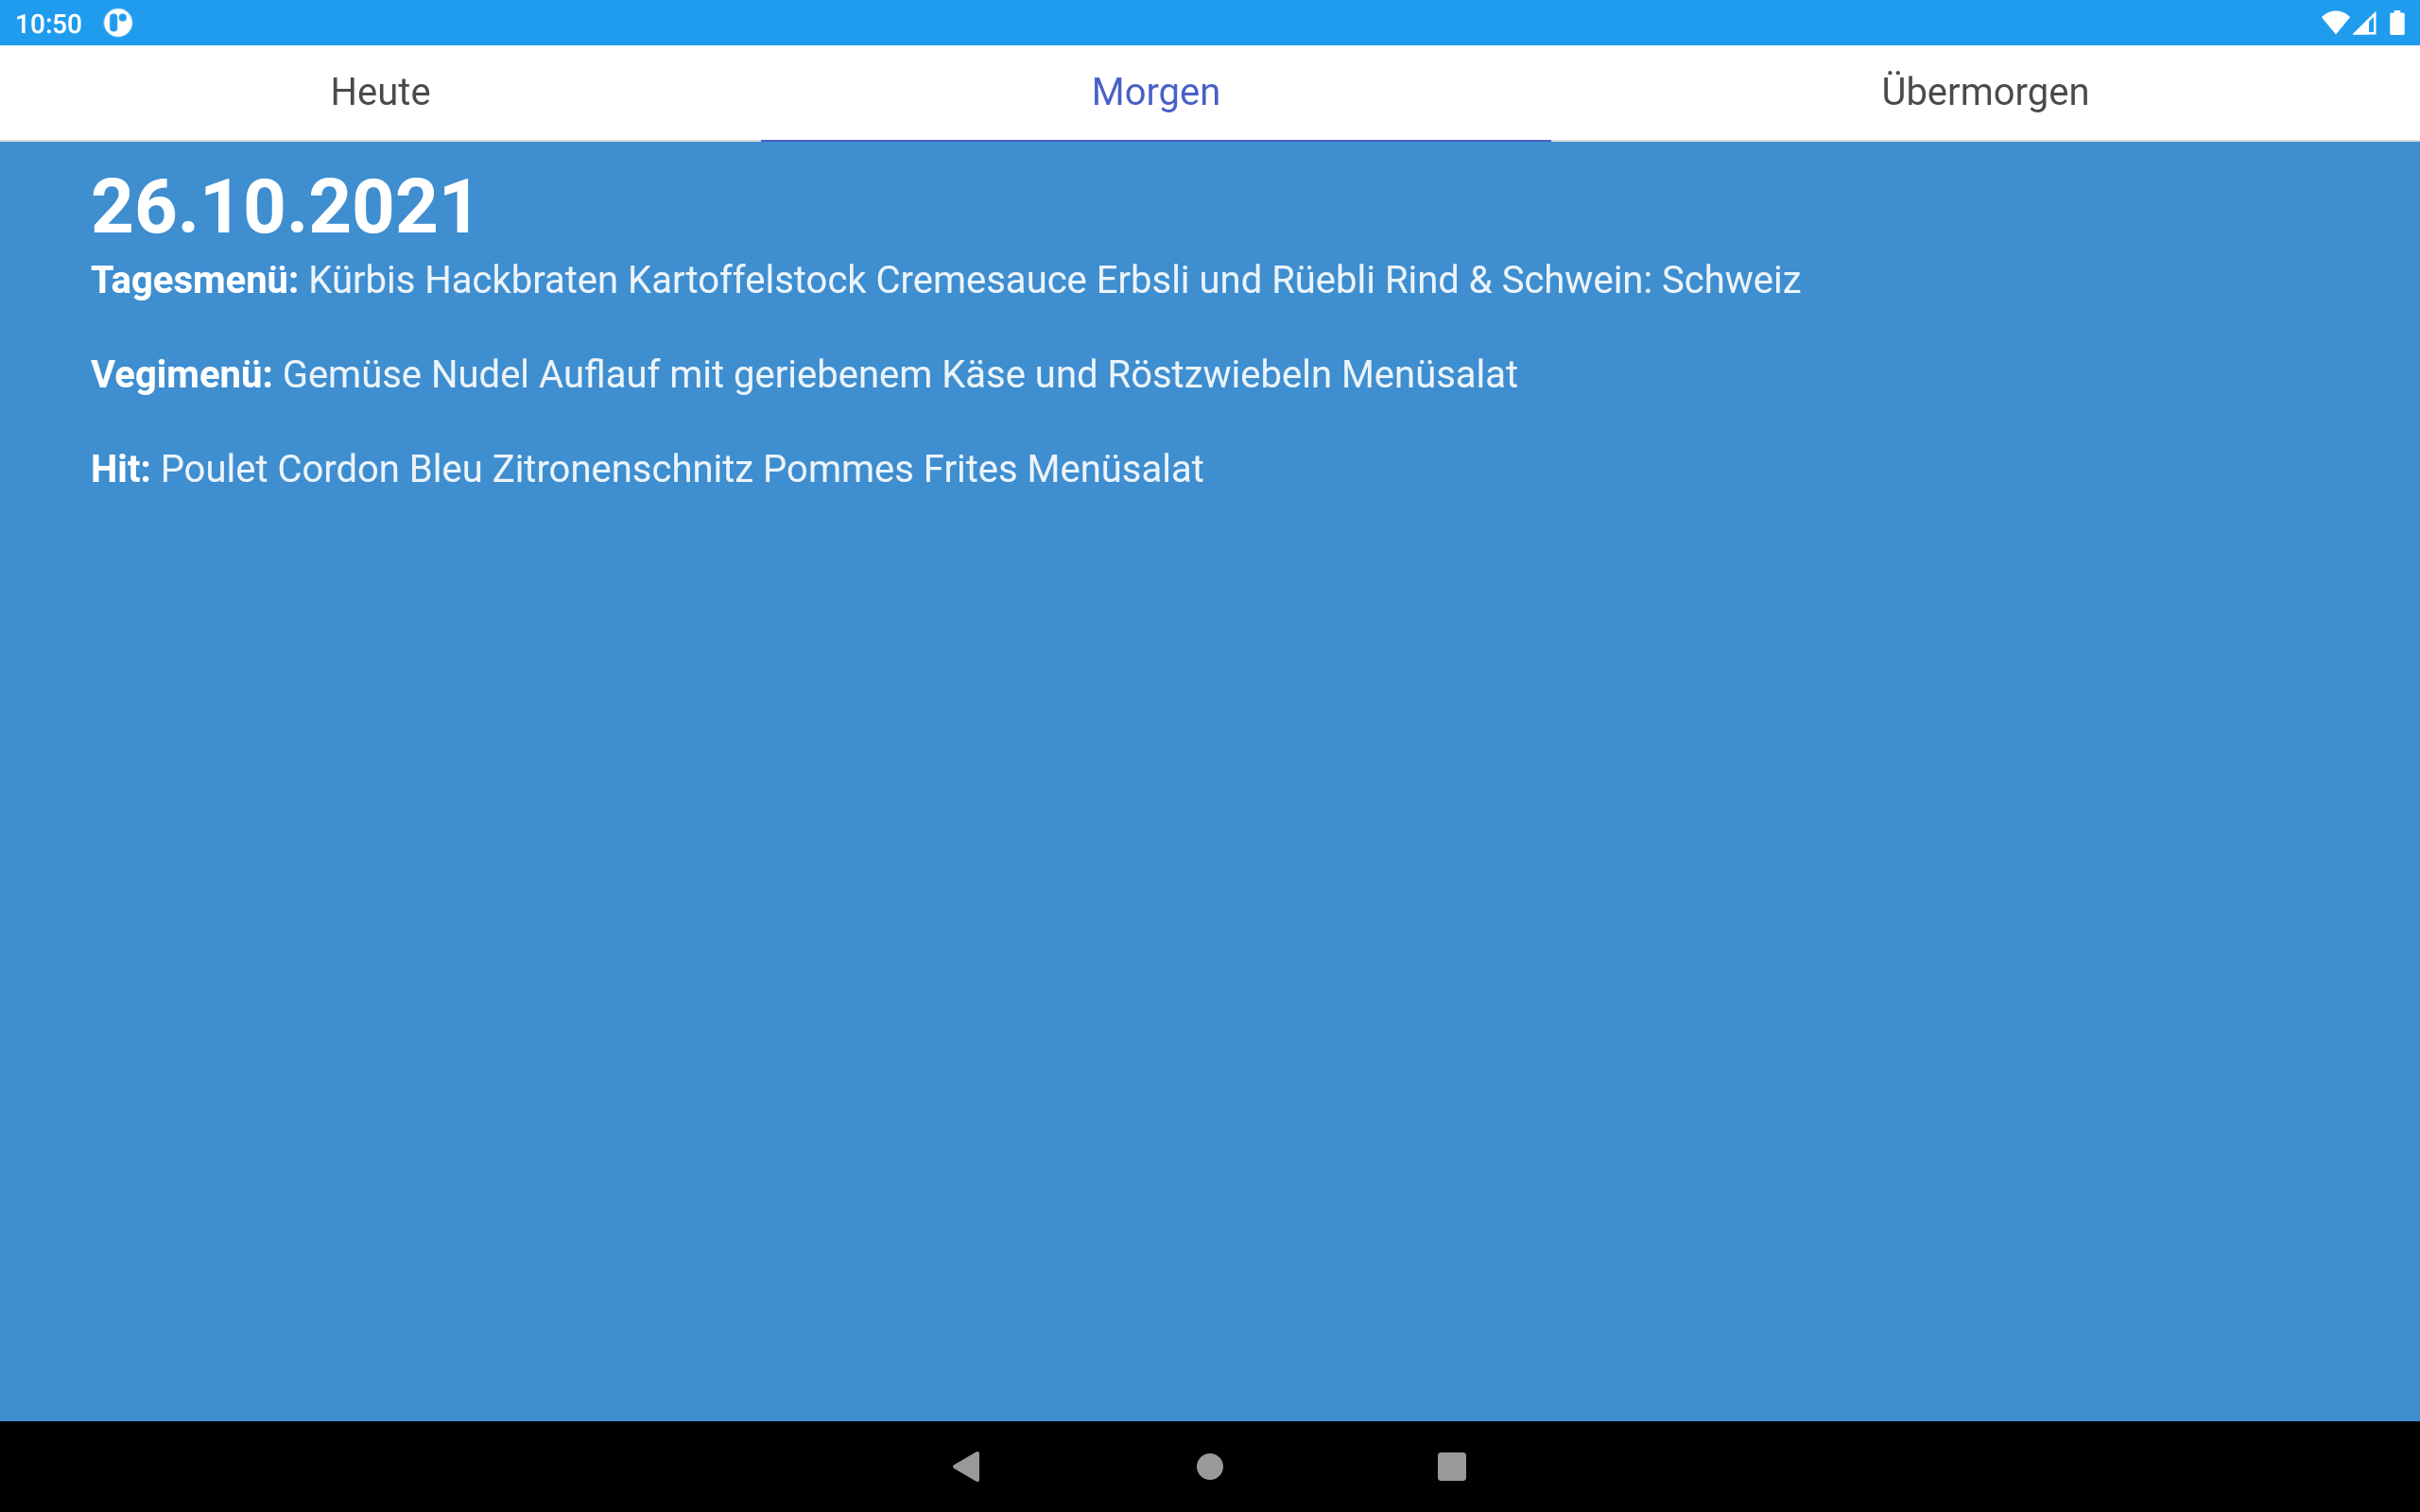 10:50
Heute Morgen Übermorgen
26.10.2021
Tagesmenü: Kürbis Hackbraten Kartoffelstock Cremesauce Erbsli und Rüebli Rind & Schwein: Schweiz
Vegimenü: Gemüse Nudel Auflauf mit geriebenem Käse und Röstzwiebeln Menüsalat
Hit: Poulet Cordon Bleu Zitronenschnitz Pommes Frites Menüsalat